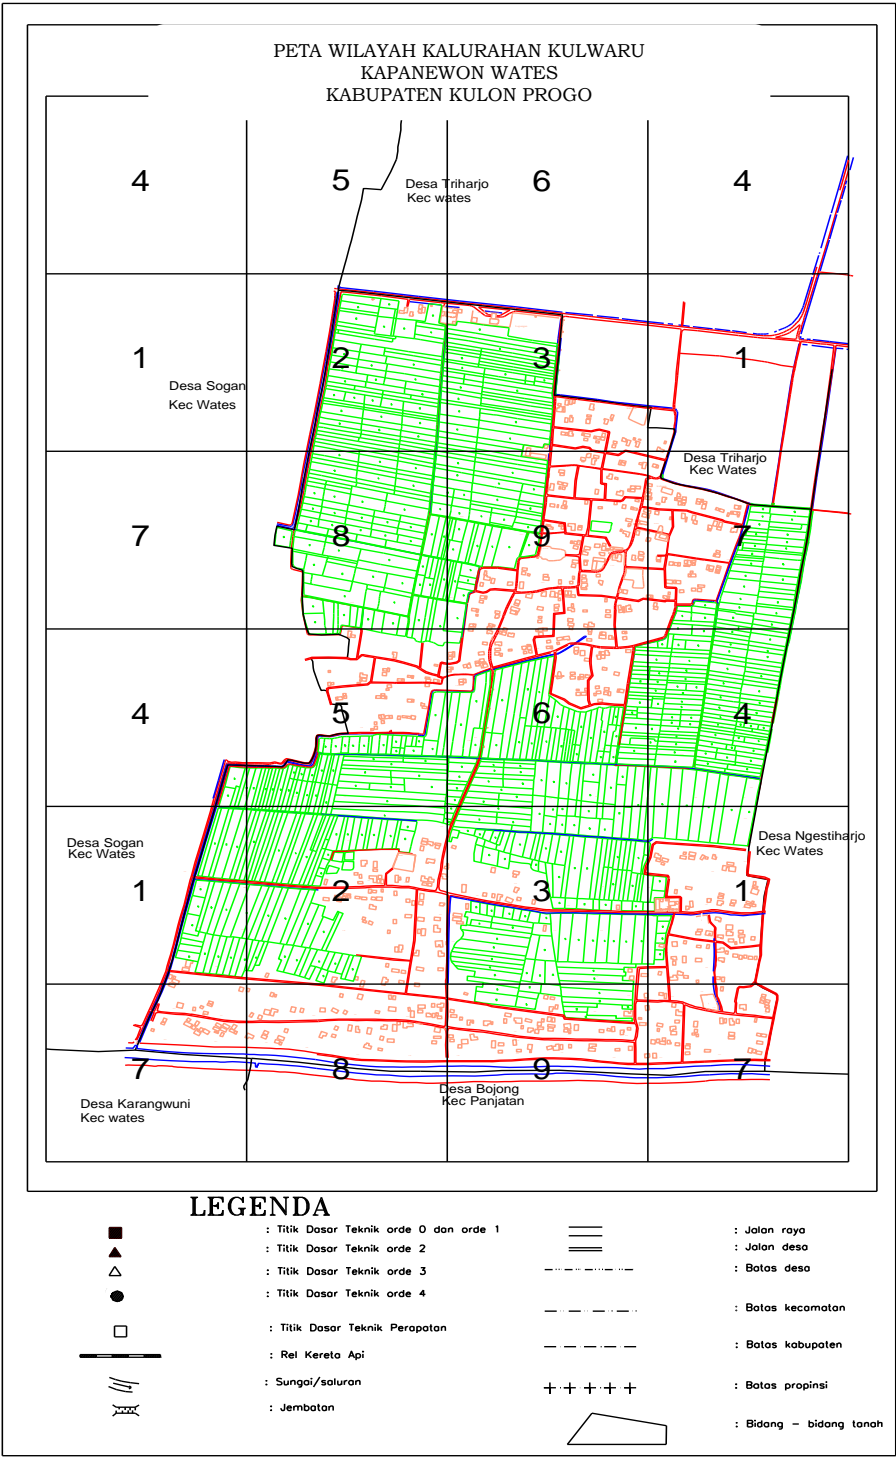 PETA WILAYAH KALURAHAN KULWARU
KAPANEWON WATES
KABUPATEN KULON PROGO
4 5 6 4
Desa Triharjo
Kec wates
1 2 3 1
Desa Sogan
Kec Wates
Desa Triharjo
Kec Wates
7 8 9 7
4 5 6 4
Desa Sogan
Kec Wates
Desa Ngestiharjo
Kec Wates
1 2 3 1
7 8 9 7
Desa Karangwuni
Kec wates
Desa Bojong
Kec Panjatan
LEGENDA
: Titik Dasar Teknik orde 0 dan orde 1
: Titik Dasar Teknik orde 2
: Titik Dasar Teknik orde 3
: Titik Dasar Teknik orde 4
: Titik Dasar Teknik Perapatan
: Rel Kereta Api
: Sungai/saluran
: Jembatan
: Jalan raya
: Jalan desa
: Batas desa
: Batas kecamatan
: Batas kabupaten
: Batas propinsi
: Bidang - bidang tanah